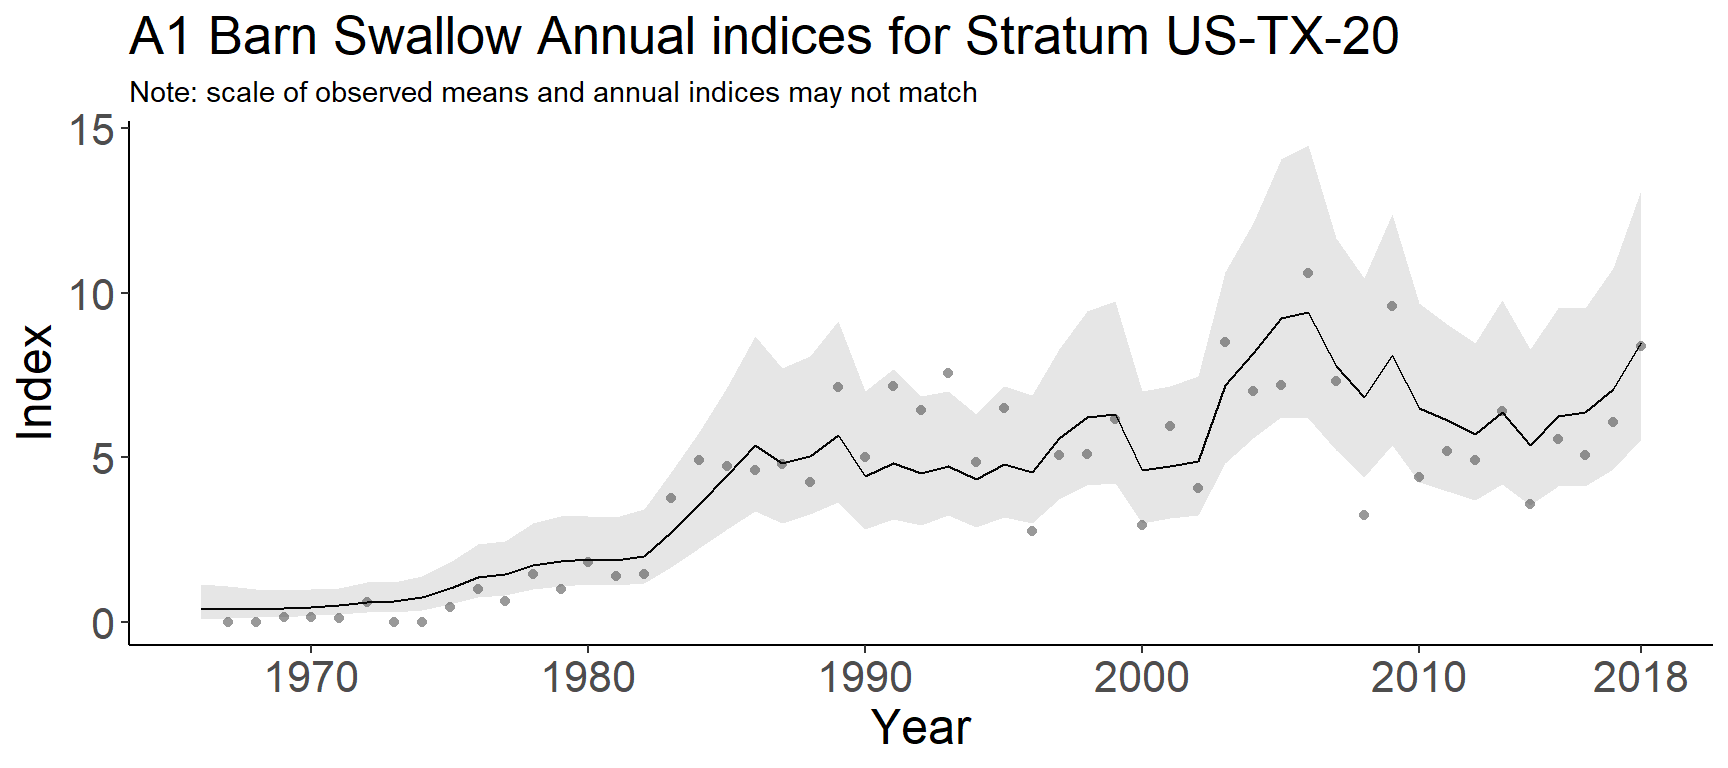 A1 Barn Swallow Annual indices for Stratum US-TX-20
Note: scale of observed means and annual indices may not match
15
10
5
0
Index
1970 1980 1990 2000 2010 2018
Year